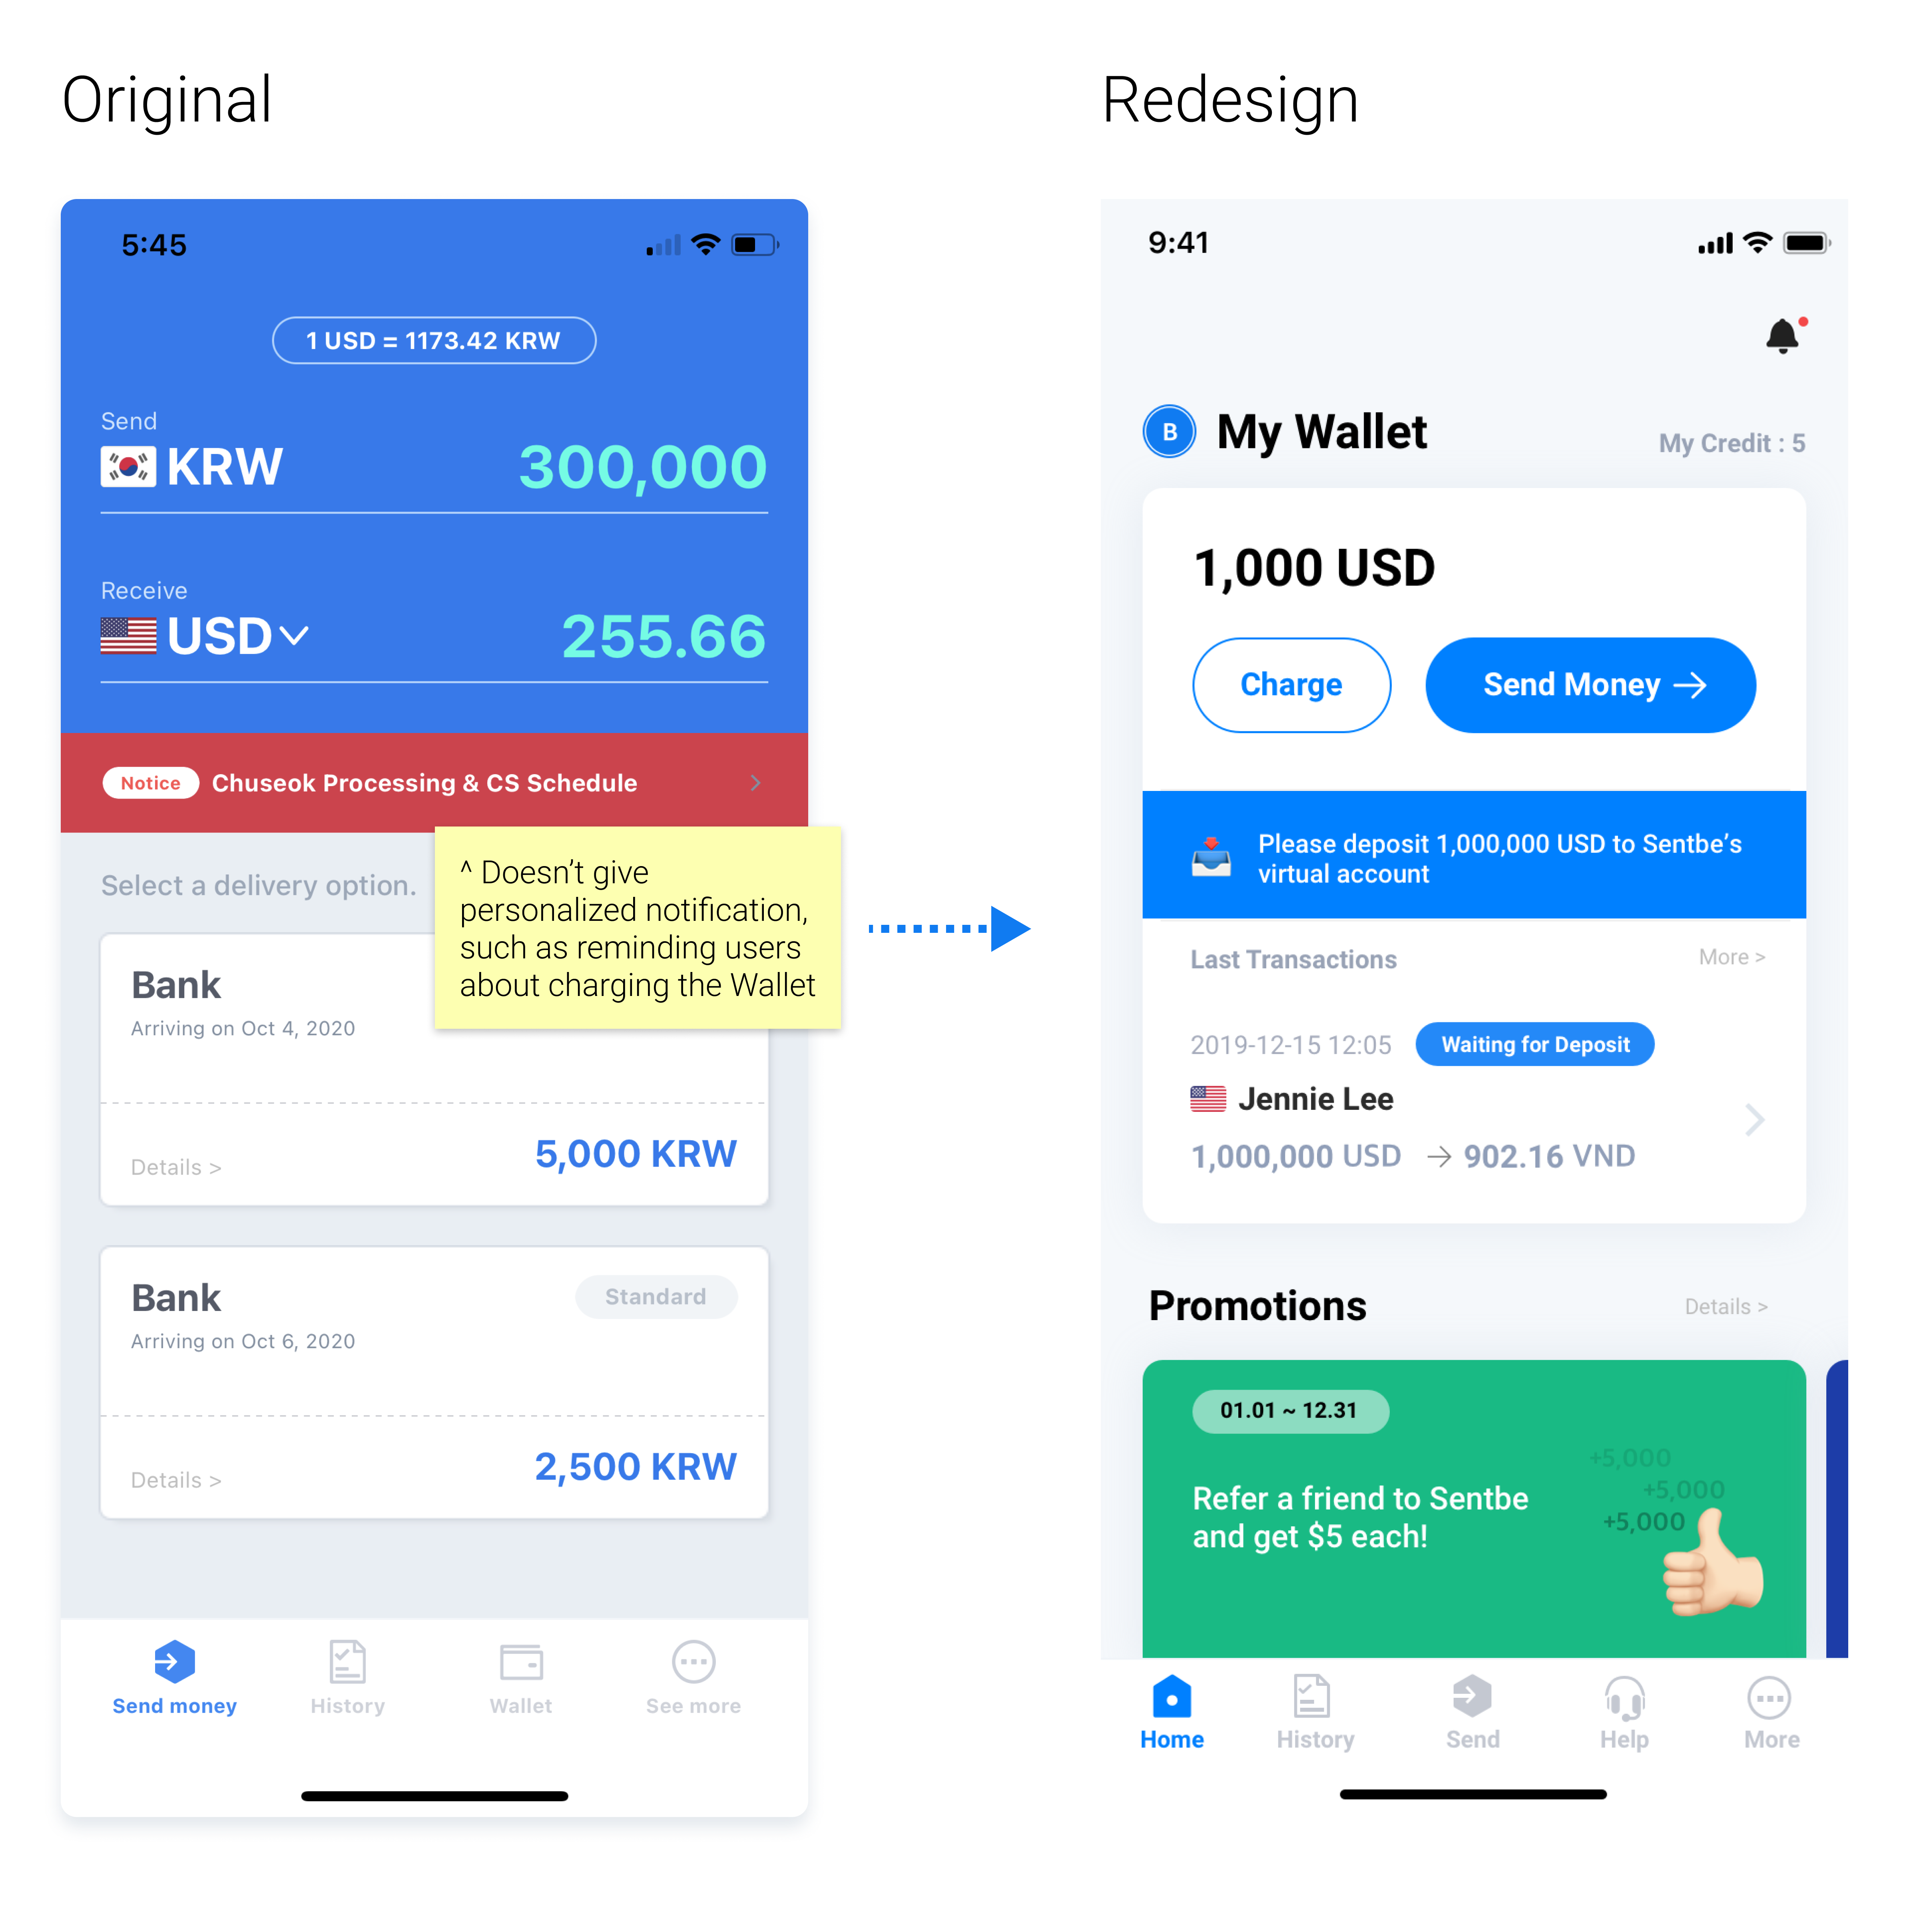 Original
Redesign
5:45
1 USD = 1173.42 KRW
Send
KRW 300,000
Receive
USD 255.66
Notice Chuseok Processing & CS Schedule >
Select a delivery option.
^ Doesn’t give
personalized notification,
such as reminding users
about charging the Wallet
Bank
Arriving on Oct 4, 2020
Details > 5,000 KRW
Bank Standard
Arriving on Oct 6, 2020
Details > 2,500 KRW
Send money History Wallet See more
9:41
B My Wallet My Credit : 5
1,000 USD
Charge Send Money →
Please deposit 1,000,000 USD to Sentbe’s
virtual account
Last Transactions More >
2019-12-15 12:05 Waiting for Deposit
Jennie Lee
1,000,000 USD → 902.16 VND
Promotions Details >
01.01 ~ 12.31
Refer a friend to Sentbe
and get $5 each!
+5,000
+5,000
+5,000
Home History Send Help More